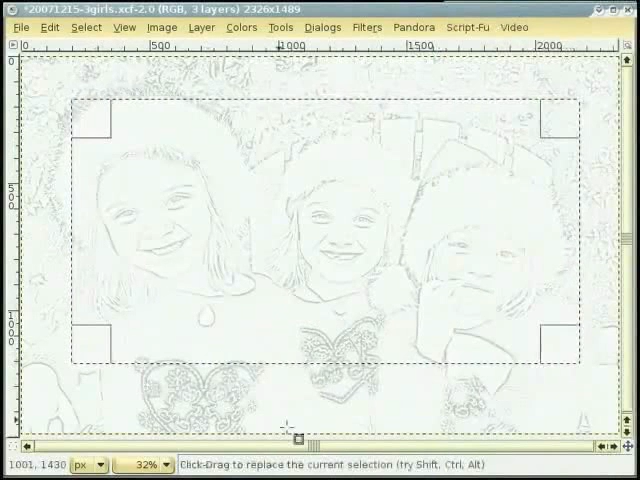 *20071215-3girls.xcf-2.0 (RGB, 3 layers) 2326x1489
File Edit Select View Image Layer Colors Tools Dialogs Filters Pandora Script-Fu Video
0 500 1000 1500 2000
0
500
1000
1001, 1430 px 32% Click-Drag to replace the current selection (try Shift, Ctrl, Alt)